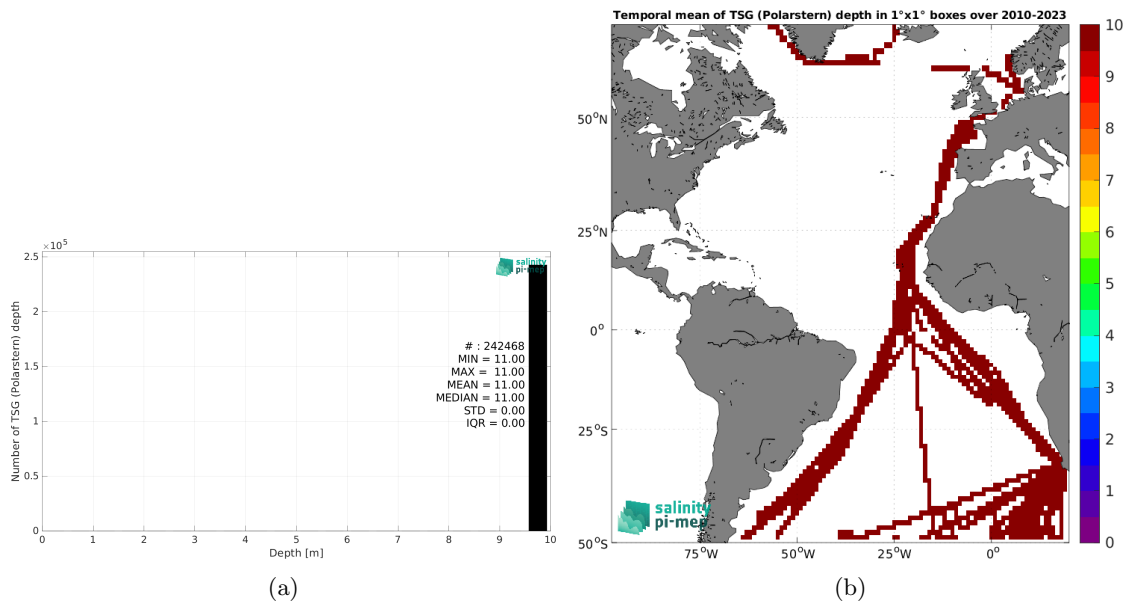 ×10⁵
2.5
2
1.5
1
0.5
0
Number of TSG (Polarstern) depth
salinity
pi-mep
# : 242468
MIN = 11.00
MAX = 11.00
MEAN = 11.00
MEDIAN = 11.00
STD = 0.00
IQR = 0.00
0 1 2 3 4 5 6 7 8 9 10
Depth [m]
(a)
Temporal mean of TSG (Polarstern) depth in 1°x1° boxes over 2010-2023
50°N
25°N
0°
25°S
50°S
salinity
pi-mep
75°W 50°W 25°W 0°
10
9
8
7
6
5
4
3
2
1
0
(b)